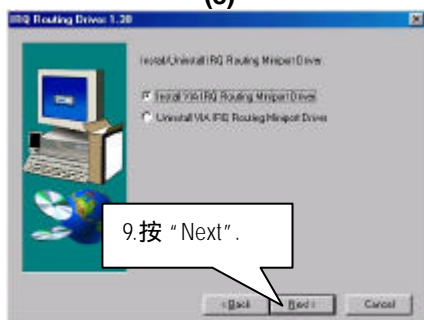 IRQ Routing Driver 1.20
Install/Uninstall IRQ Routing Miniport Driver.
Install VIA IRQ Routing Miniport Driver
Uninstall VIA IRQ Routing Miniport Driver
9.按 “Next”.
< Back
Next >
Cancel